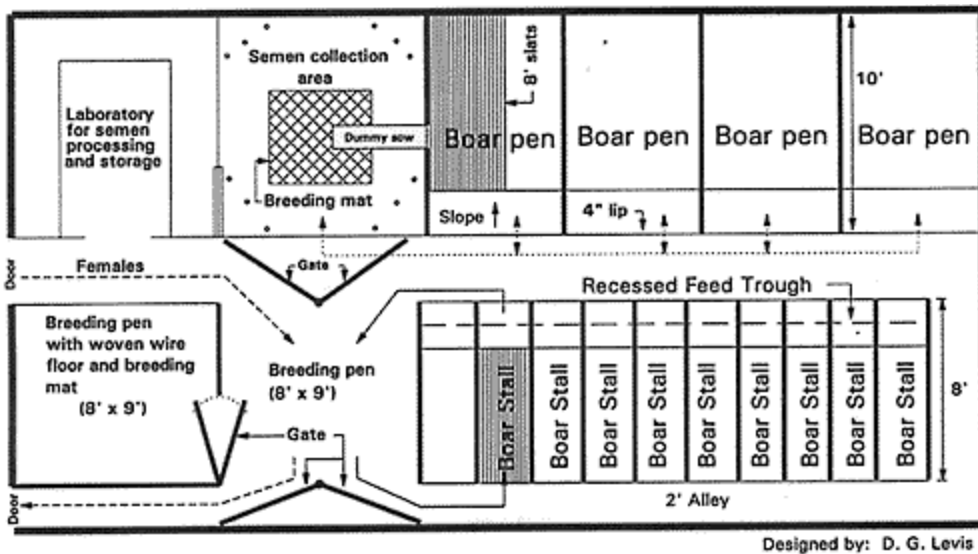 Laboratory
for semen
processing
and storage
Semen collection
area
Dummy sow
Breeding mat
8' slats
Boar pen
Boar pen
Boar pen
Boar pen
10'
Slope
4" lip
Door
Females
Gate
Recessed Feed Trough
Breeding pen
with woven wire
floor and breeding
mat
(8' x 9')
Breeding pen
(8' x 9')
Gate
Boar Stall
Boar Stall
Boar Stall
Boar Stall
Boar Stall
Boar Stall
Boar Stall
Boar Stall
8'
Door
2' Alley
Designed by: D. G. Levis